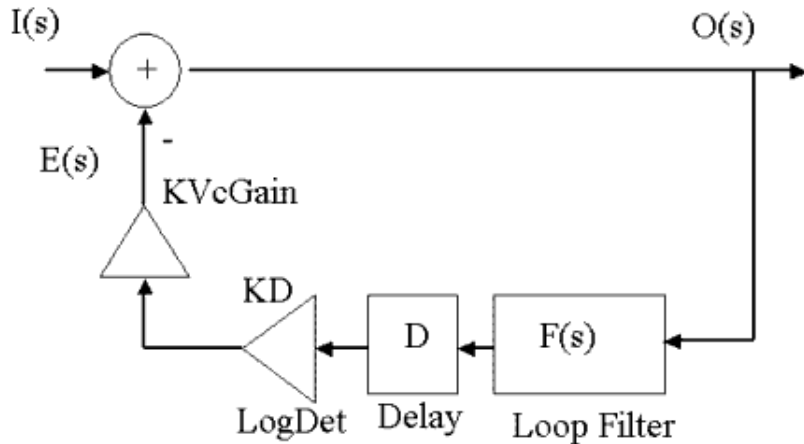 I(s)
O(s)
+
-
E(s)
KVcGain
KD
D
F(s)
LogDet
Delay
Loop Filter